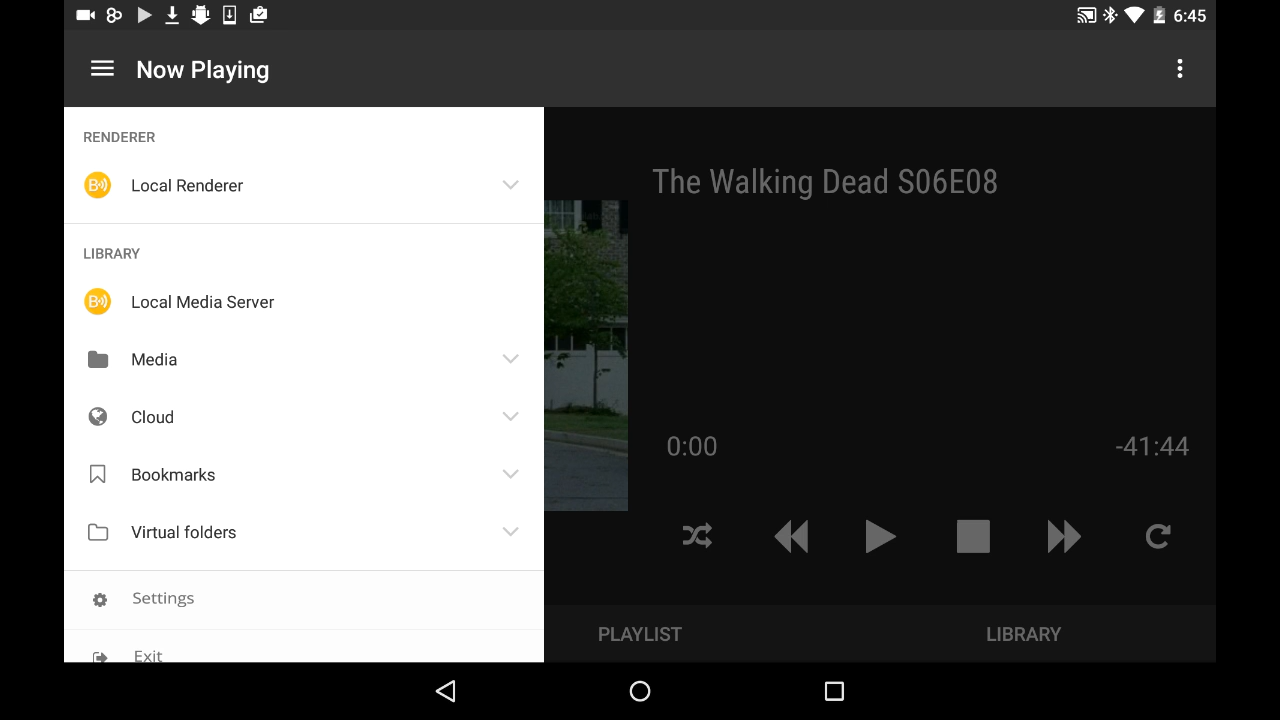 6:45
Now Playing
RENDERER
Local Renderer
LIBRARY
Local Media Server
Media
Cloud
Bookmarks
Virtual folders
Settings
Exit
The Walking Dead S06E08
0:00 -41:44
PLAYLIST LIBRARY